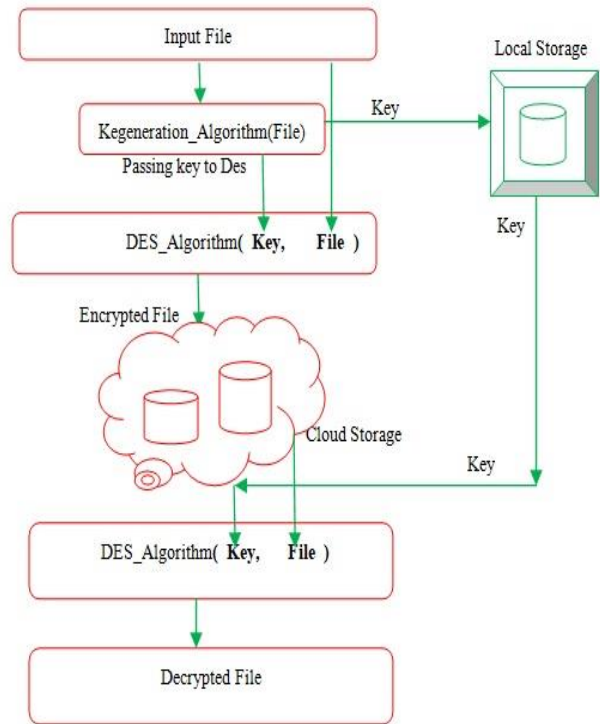 Input File
Local Storage
Key
Kegeneration_Algorithm(File)
Passing key to Des
Key
DES_Algorithm( Key, File )
Encrypted File
Cloud Storage
Key
DES_Algorithm( Key, File )
Decrypted File